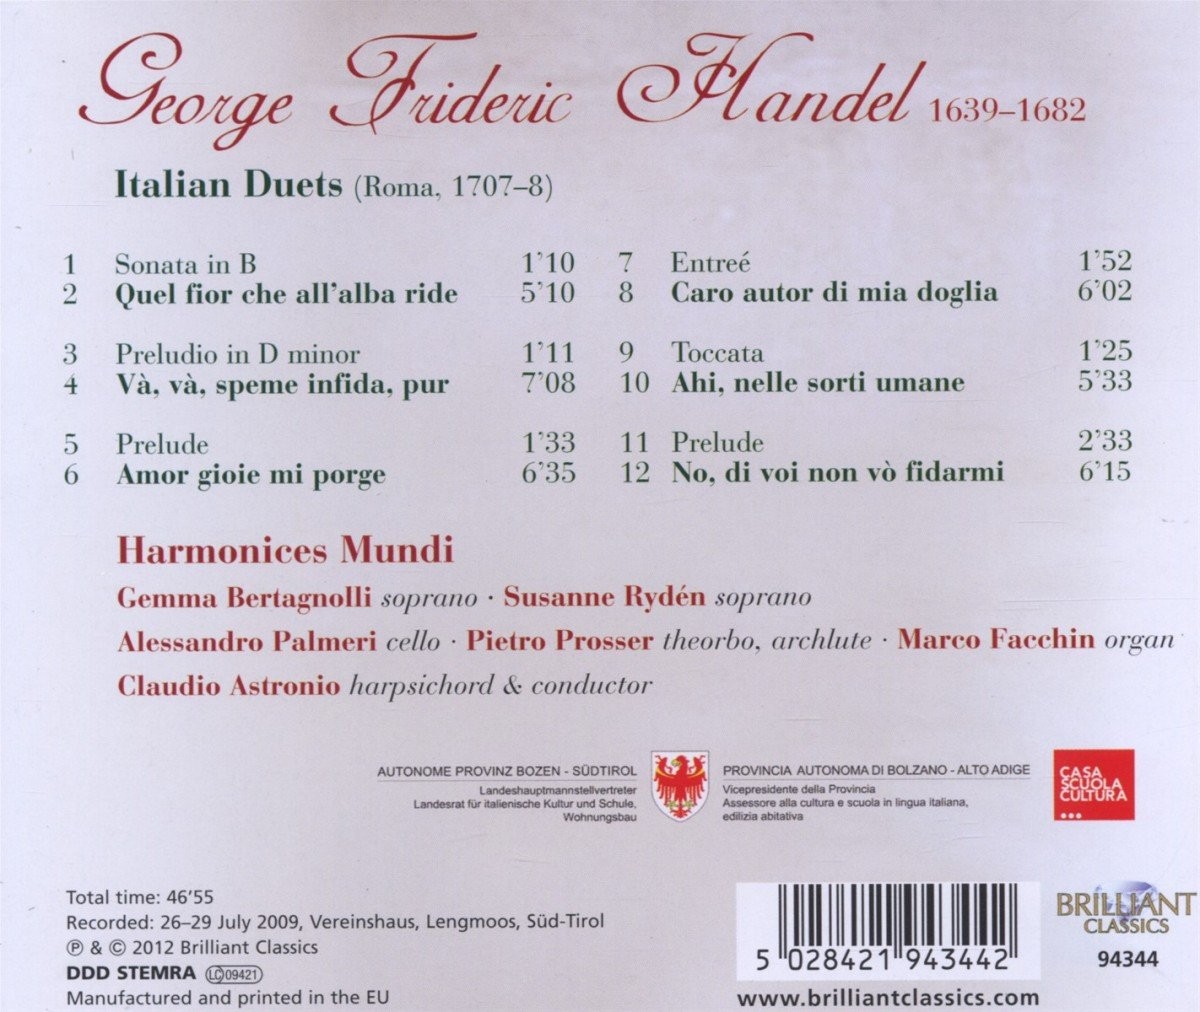 George Frideric Handel 1639–1682
Italian Duets (Roma, 1707–8)
1 Sonata in B 1’10
2 Quel fior che all’alba ride 5’10
3 Preludio in D minor 1’11
4 Và, và, speme infida, pur 7’08
5 Prelude 1’33
6 Amor gioie mi porge 6’35
7 Entreé 1’52
8 Caro autor di mia doglia 6’02
9 Toccata 1’25
10 Ahi, nelle sorti umane 5’33
11 Prelude 2’33
12 No, di voi non vò fidarmi 6’15
Harmonices Mundi
Gemma Bertagnolli soprano · Susanne Rydén soprano
Alessandro Palmeri cello · Pietro Prosser theorbo, archlute · Marco Facchin organ
Claudio Astronio harpsichord & conductor
AUTONOME PROVINZ BOZEN - SÜDTIROL
Landeshauptmannstellvertreter
Landesrat für italienische Kultur und Schule,
Wohnungsbau
PROVINCIA AUTONOMA DI BOLZANO - ALTO ADIGE
Vicepresidente della Provincia
Assessore alla cultura e scuola in lingua italiana,
edilizia abitativa
CASA
SCUOLA
CULTURA
Total time: 46’55
Recorded: 26–29 July 2009, Vereinshaus, Lengmoos, Süd-Tirol
℗ & © 2012 Brilliant Classics
DDD STEMRA LC 09421
Manufactured and printed in the EU
5 028421 943442
www.brilliantclassics.com
BRILLIANT
CLASSICS
94344